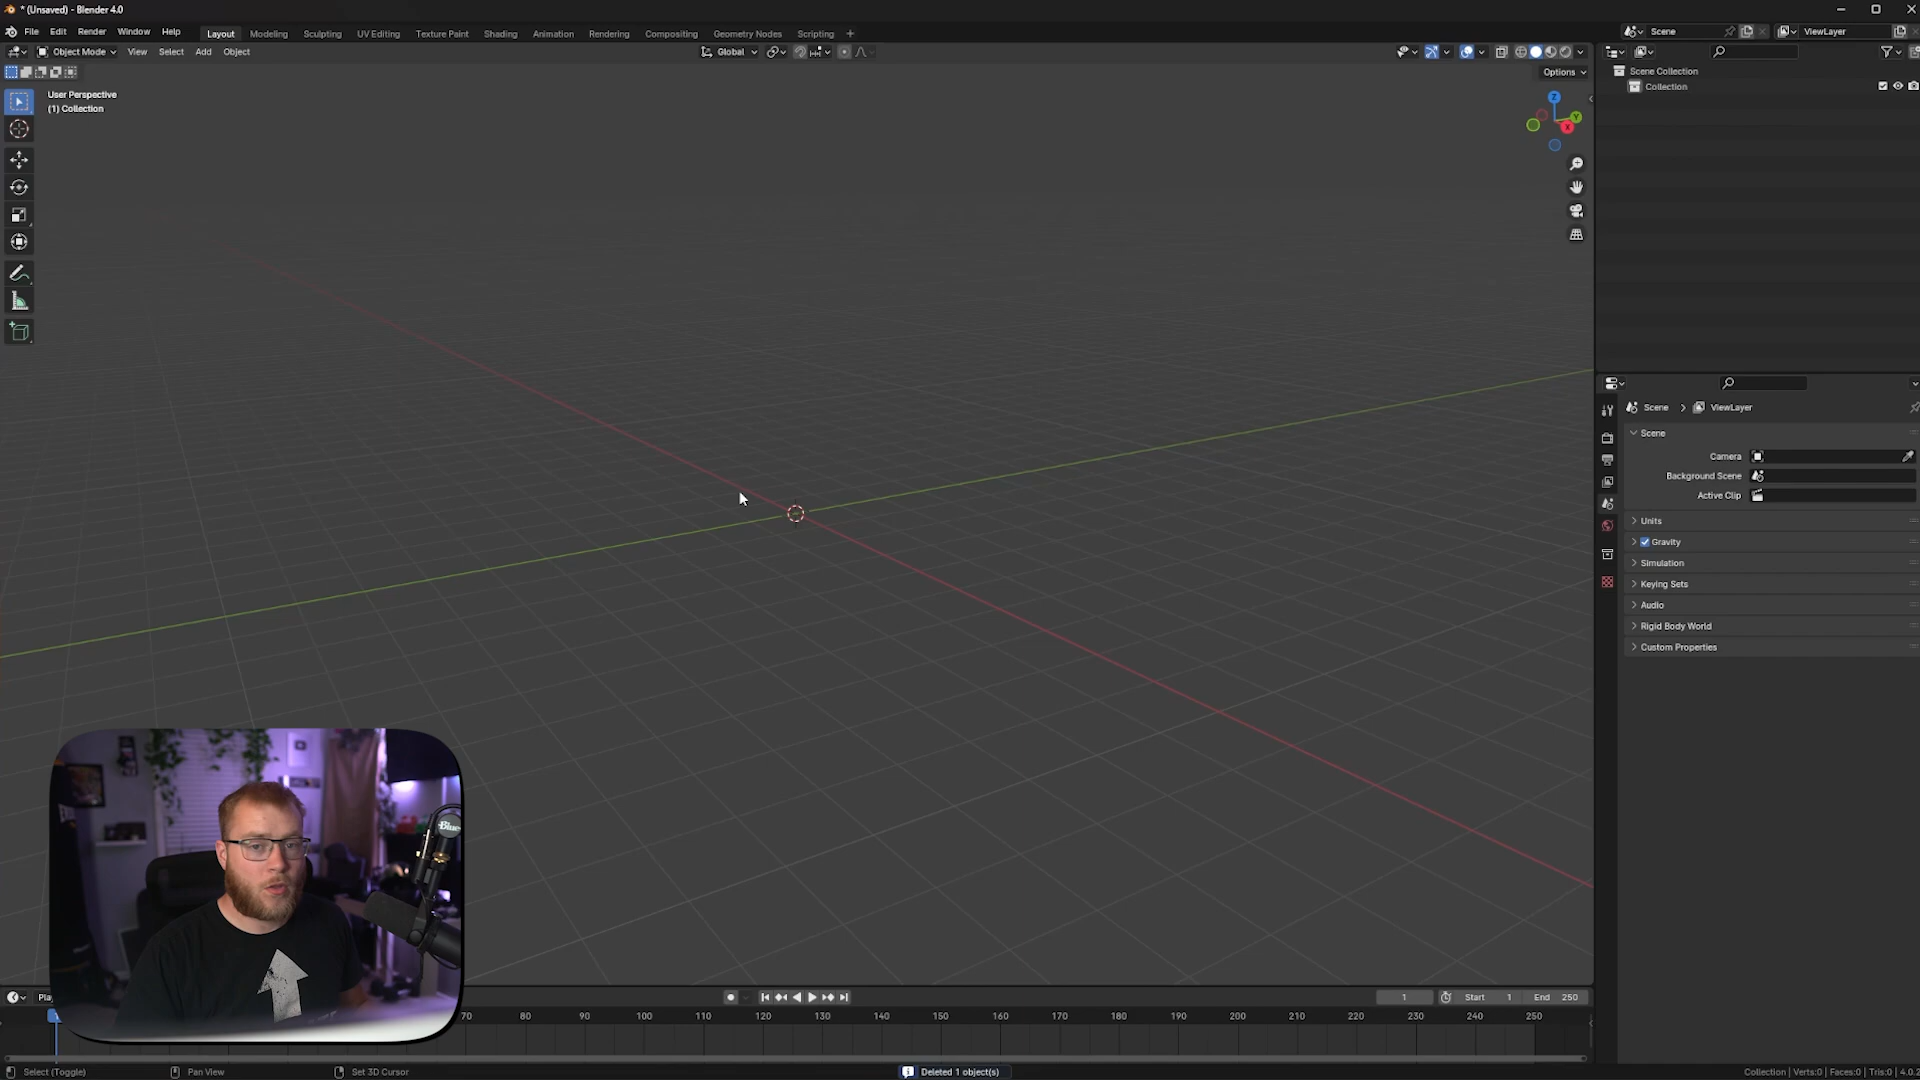 * (Unsaved) - Blender 4.0
File Edit Render Window Help
Layout Modeling Sculpting UV Editing Texture Paint Shading Animation Rendering Compositing Geometry Nodes Scripting +
Scene
ViewLayer
Object Mode View Select Add Object
Global
Options
User Perspective
(1) Collection
Z
Y
X
Scene Collection
Collection
Scene > ViewLayer
Scene
Camera
Background Scene
Active Clip
Units
Gravity
Simulation
Keying Sets
Audio
Rigid Body World
Custom Properties
Blue
1
Start 1
End 250
70 80 90 100 110 120 130 140 150 160 170 180 190 200 210 220 230 240 250
Select (Toggle)
Pan View
Set 3D Cursor
Deleted 1 object(s)
Collection | Verts:0 | Faces:0 | Tris:0 | 4.0.2